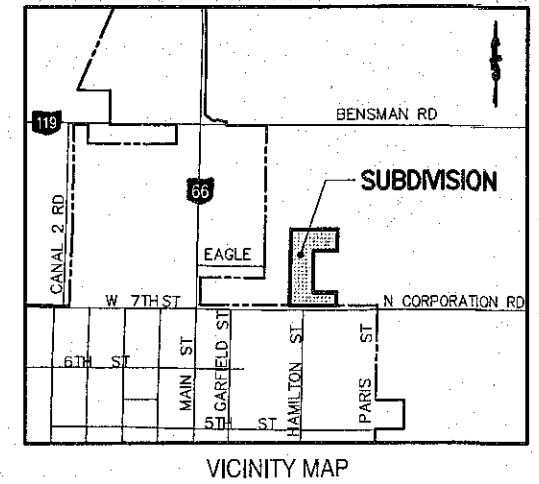 BENSMAN RD
119
SUBDIVISION
66
CANAL 2 RD
EAGLE
W 7TH ST
N CORPORATION RD
6TH ST
MAIN ST
GARFIELD ST
HAMILTON ST
PARIS ST
5TH ST
VICINITY MAP